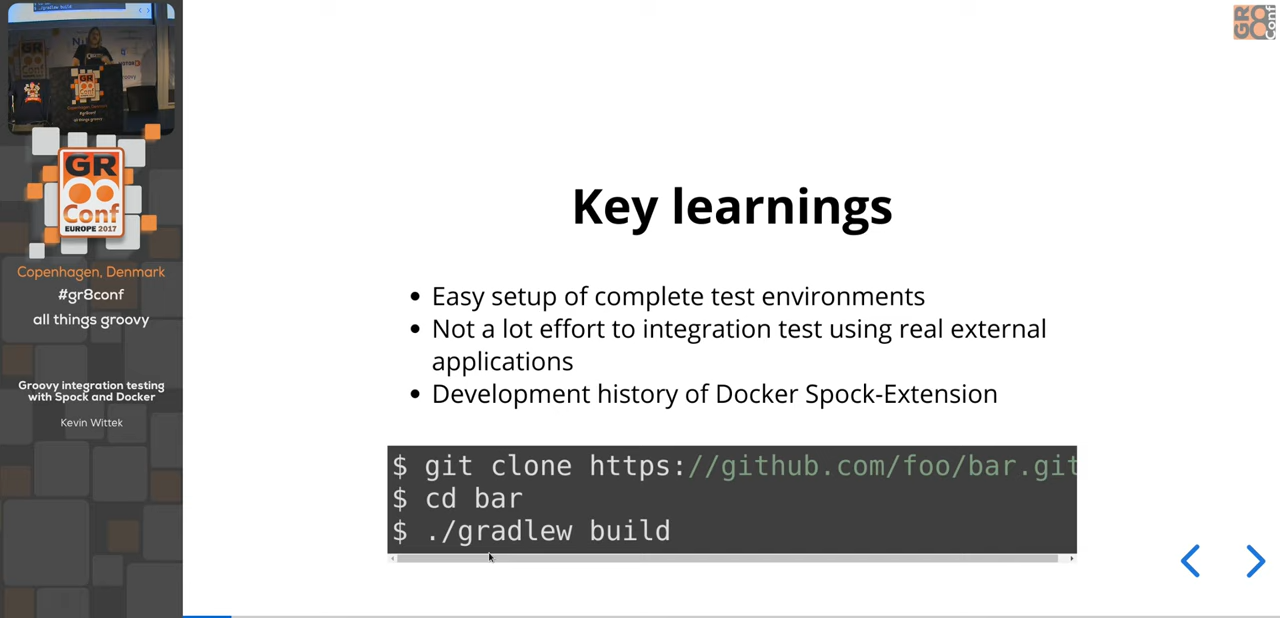 GR
Conf
EUROPE 2017
Copenhagen, Denmark
#gr8conf
all things groovy
Groovy integration testing
with Spock and Docker
Kevin Wittek
GR
Conf
Key learnings
• Easy setup of complete test environments
• Not a lot effort to integration test using real external
applications
• Development history of Docker Spock-Extension
$ git clone https://github.com/foo/bar.git
$ cd bar
$ ./gradlew build